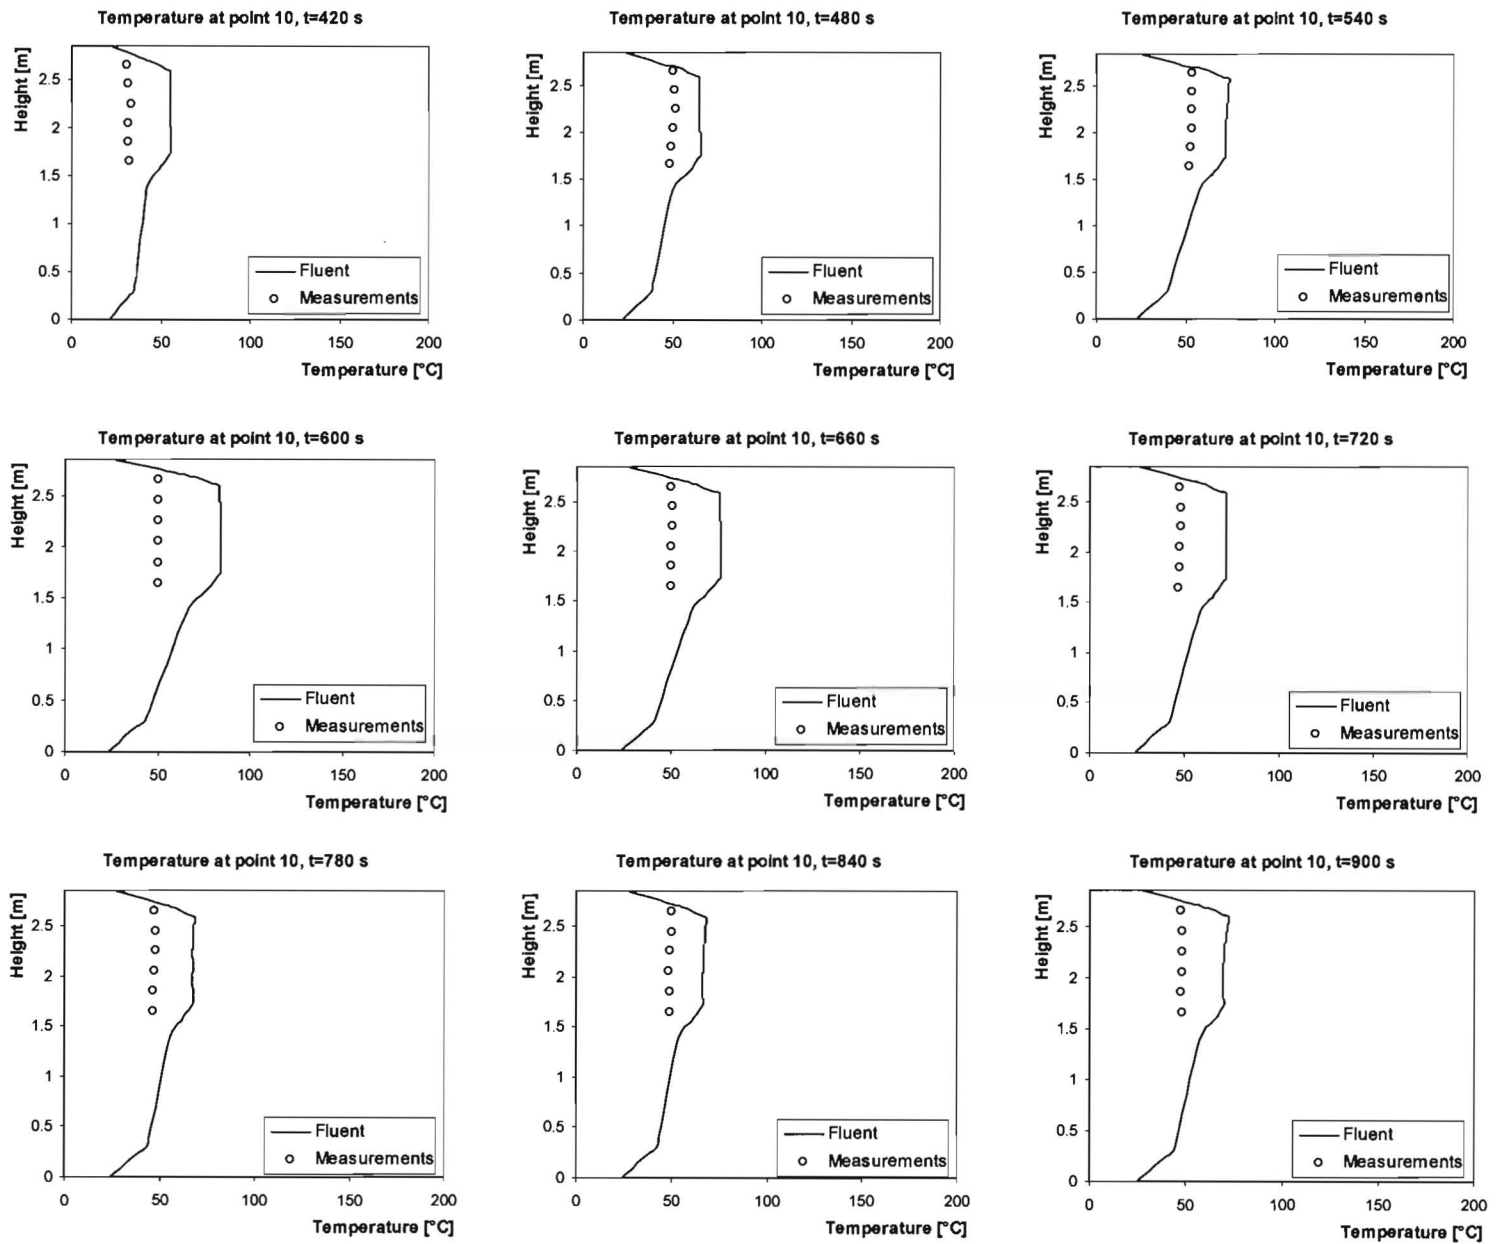 Temperature at point 10, t=420 s
Height [m]
2.5
2
1.5
1
0.5
0
0 50 100 150 200
Temperature [°C]
Fluent
Measurements
Temperature at point 10, t=480 s
Height [m]
2.5
2
1.5
1
0.5
0
0 50 100 150 200
Temperature [°C]
Fluent
Measurements
Temperature at point 10, t=540 s
Height [m]
2.5
2
1.5
1
0.5
0
0 50 100 150 200
Temperature [°C]
Fluent
Measurements
Temperature at point 10, t=600 s
Height [m]
2.5
2
1.5
1
0.5
0
0 50 100 150 200
Temperature [°C]
Fluent
Measurements
Temperature at point 10, t=660 s
Height [m]
2.5
2
1.5
1
0.5
0
0 50 100 150 200
Temperature [°C]
Fluent
Measurements
Temperature at point 10, t=720 s
Height [m]
2.5
2
1.5
1
0.5
0
0 50 100 150 200
Temperature [°C]
Fluent
Measurements
Temperature at point 10, t=780 s
Height [m]
2.5
2
1.5
1
0.5
0
0 50 100 150 200
Temperature [°C]
Fluent
Measurements
Temperature at point 10, t=840 s
Height [m]
2.5
2
1.5
1
0.5
0
0 50 100 150 200
Temperature [°C]
Fluent
Measurements
Temperature at point 10, t=900 s
Height [m]
2.5
2
1.5
1
0.5
0
0 50 100 150 200
Temperature [°C]
Fluent
Measurements